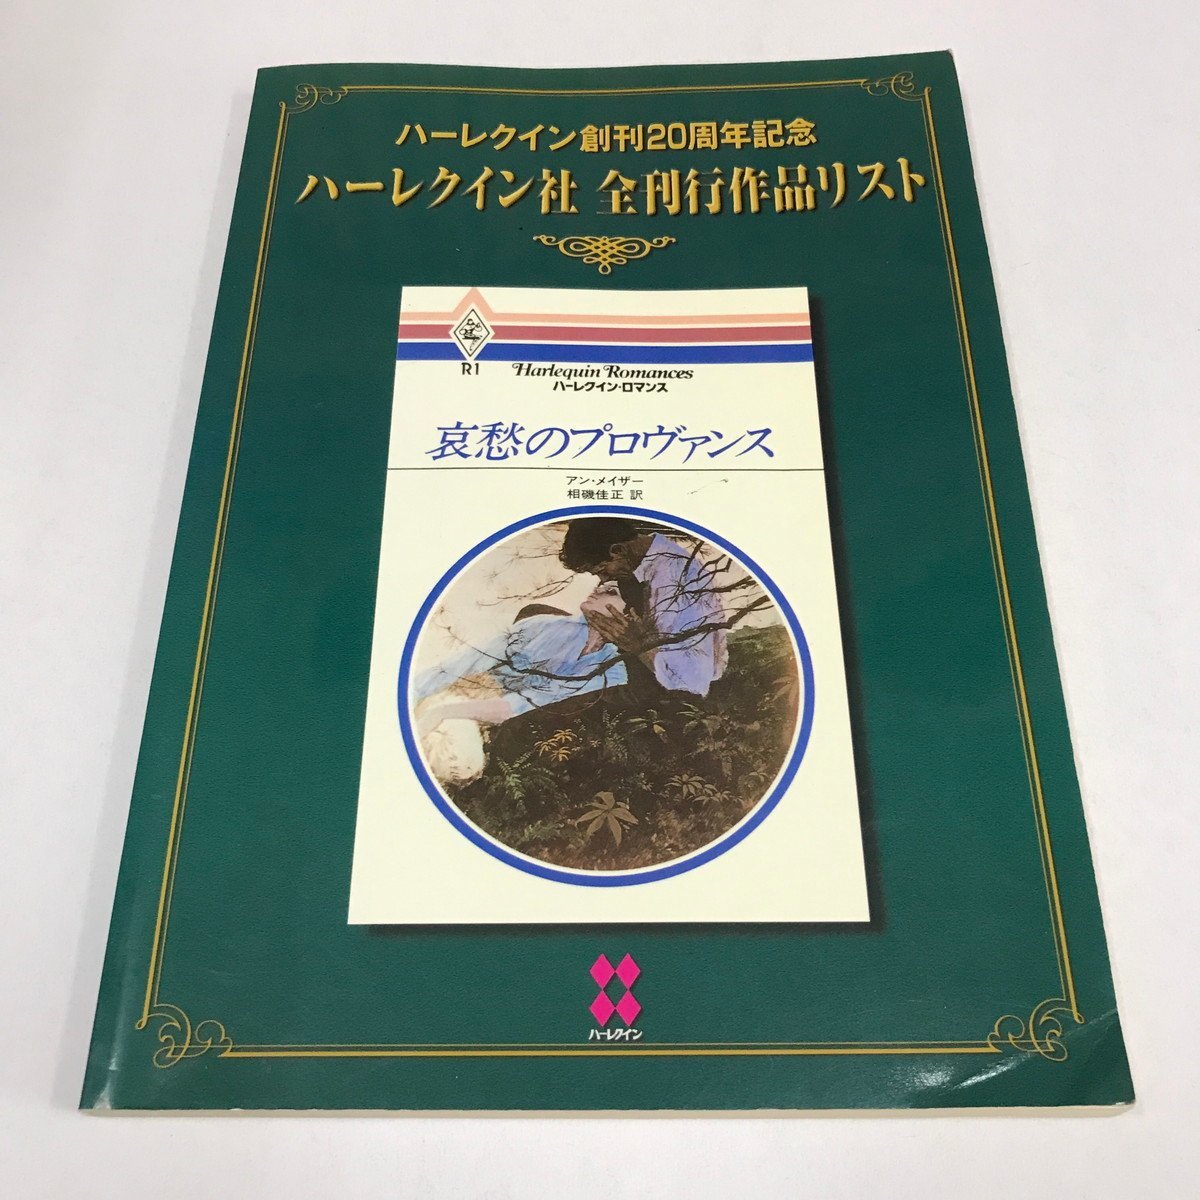 ハーレクイン創刊20周年記念
ハーレクイン社 全刊行作品リスト
R1 Harlequin Romances
ハーレクイン・ロマンス
哀愁のプロヴァンス
アン・メイザー
相磯佳正 訳
ハーレクイン